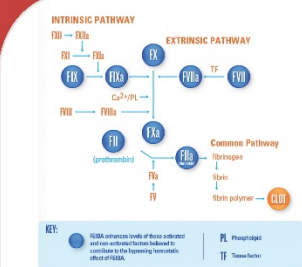 INTRINSIC PATHWAY
FXII → FXIIa
EXTRINSIC PATHWAY
FXI → FXIa
FX
FIX
FIXa
FVIIa
TF
FVII
Ca2+/PL
FVIII → FVIIIa
FXa
FII
(prothrombin)
Common Pathway
FIIa
fibrinogen
FVa
FV
fibrin
fibrin polymer
CLOT
KEY:
FEIBA enhances levels of those activated
and non-activated factors believed to
contribute to the bypassing hemostatic
effect of FEIBA.
PL Phospholipid
TF Tissue factor